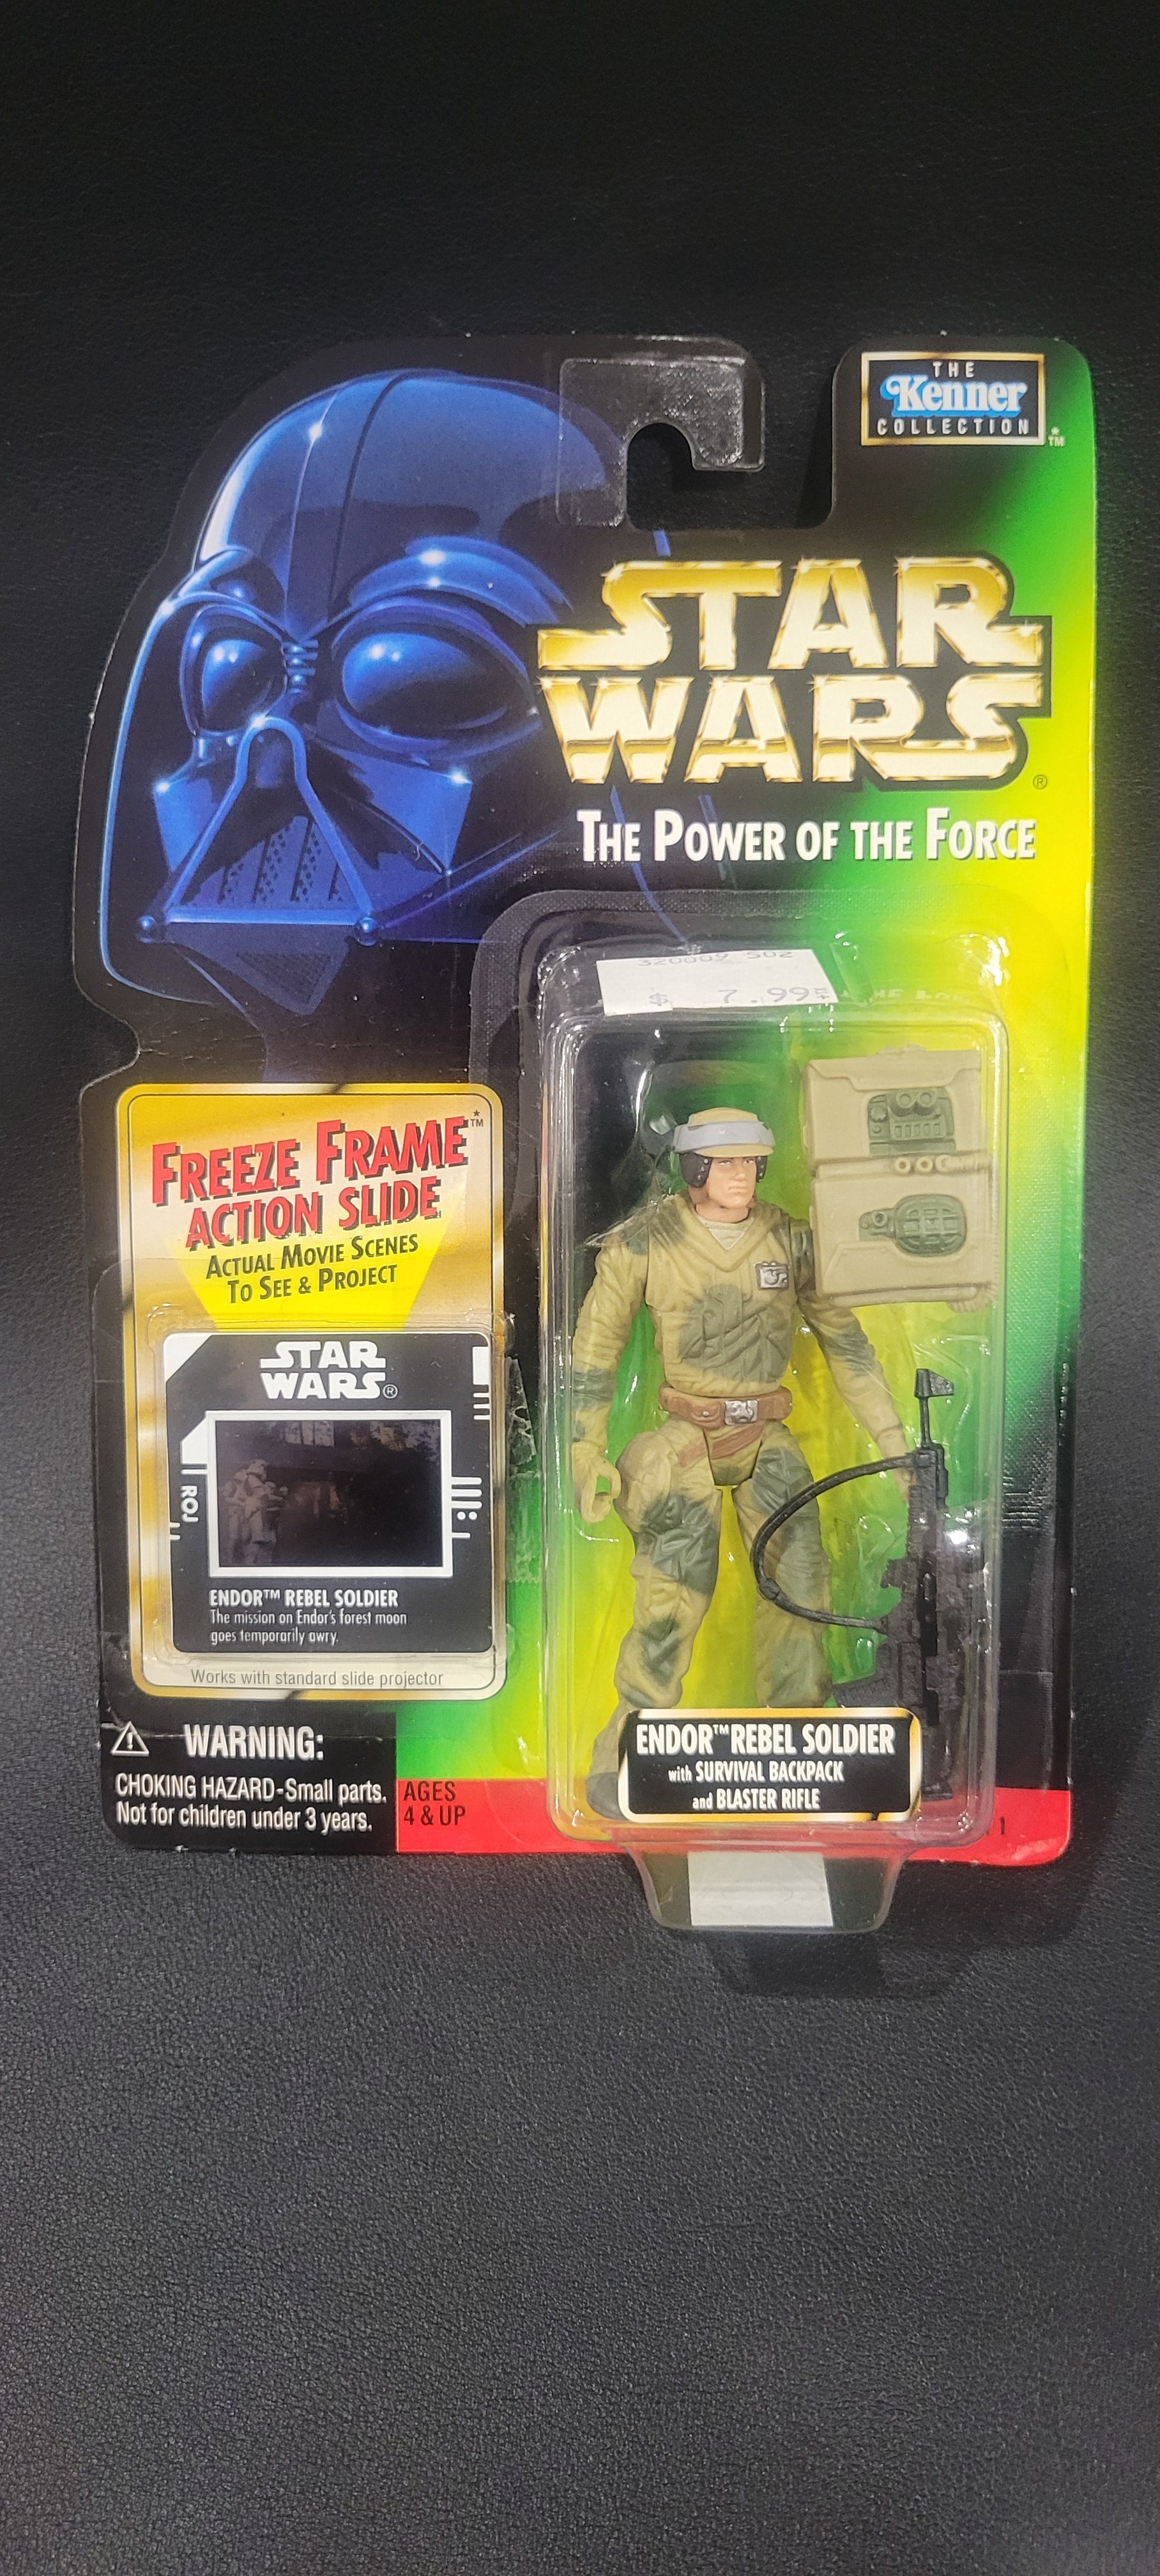 THE
Kenner
COLLECTION
TM
STAR
WARS
®
THE POWER OF THE FORCE
$ 7.99
FREEZE FRAME™
ACTION SLIDE
ACTUAL MOVIE SCENES
TO SEE & PROJECT
STAR
WARS®
ROJ
ENDOR™ REBEL SOLDIER
The mission on Endor's forest moon
goes temporarily awry.
Works with standard slide projector
WARNING:
CHOKING HAZARD-Small parts.
Not for children under 3 years.
AGES
4 & UP
ENDOR™ REBEL SOLDIER
with SURVIVAL BACKPACK
and BLASTER RIFLE